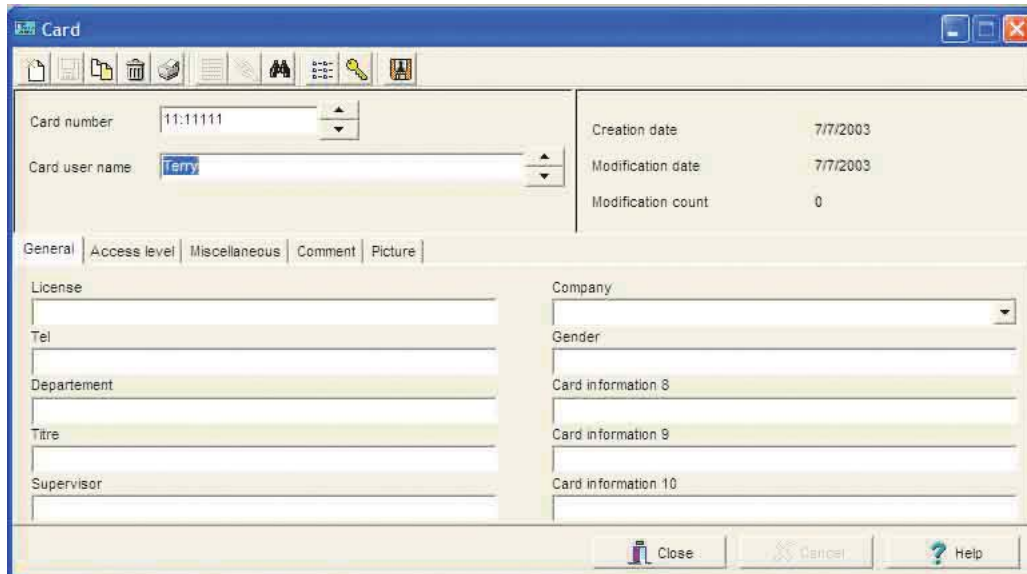 Card
Card number 11:11111
Card user name Terry
Creation date 7/7/2003
Modification date 7/7/2003
Modification count 0
General Access level Miscellaneous Comment Picture
License Company
Tel Gender
Departement Card information 8
Titre Card information 9
Supervisor Card information 10
Close Cancel Help